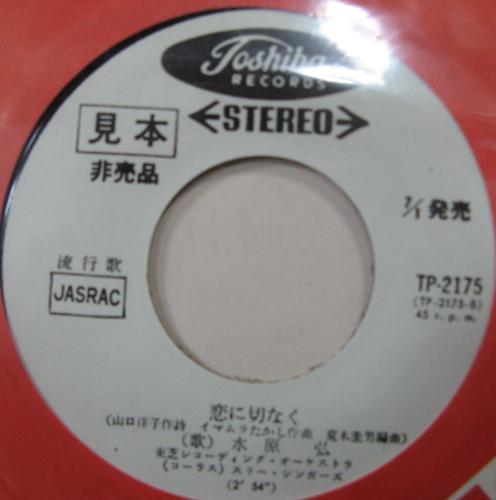 Toshiba
RECORDS
STEREO
見本
非売品
7/1 発売
流行歌
JASRAC
TP-2175
(TP-2175-B)
45 r.p.m.
恋に切なく
(山口洋子作詩 イマムラたかし作曲 荒木圭男編曲)
(歌) 水原 弘
東芝レコーディング・オーケストラ
(コーラス) スリー・シンガーズ
(2′54″)